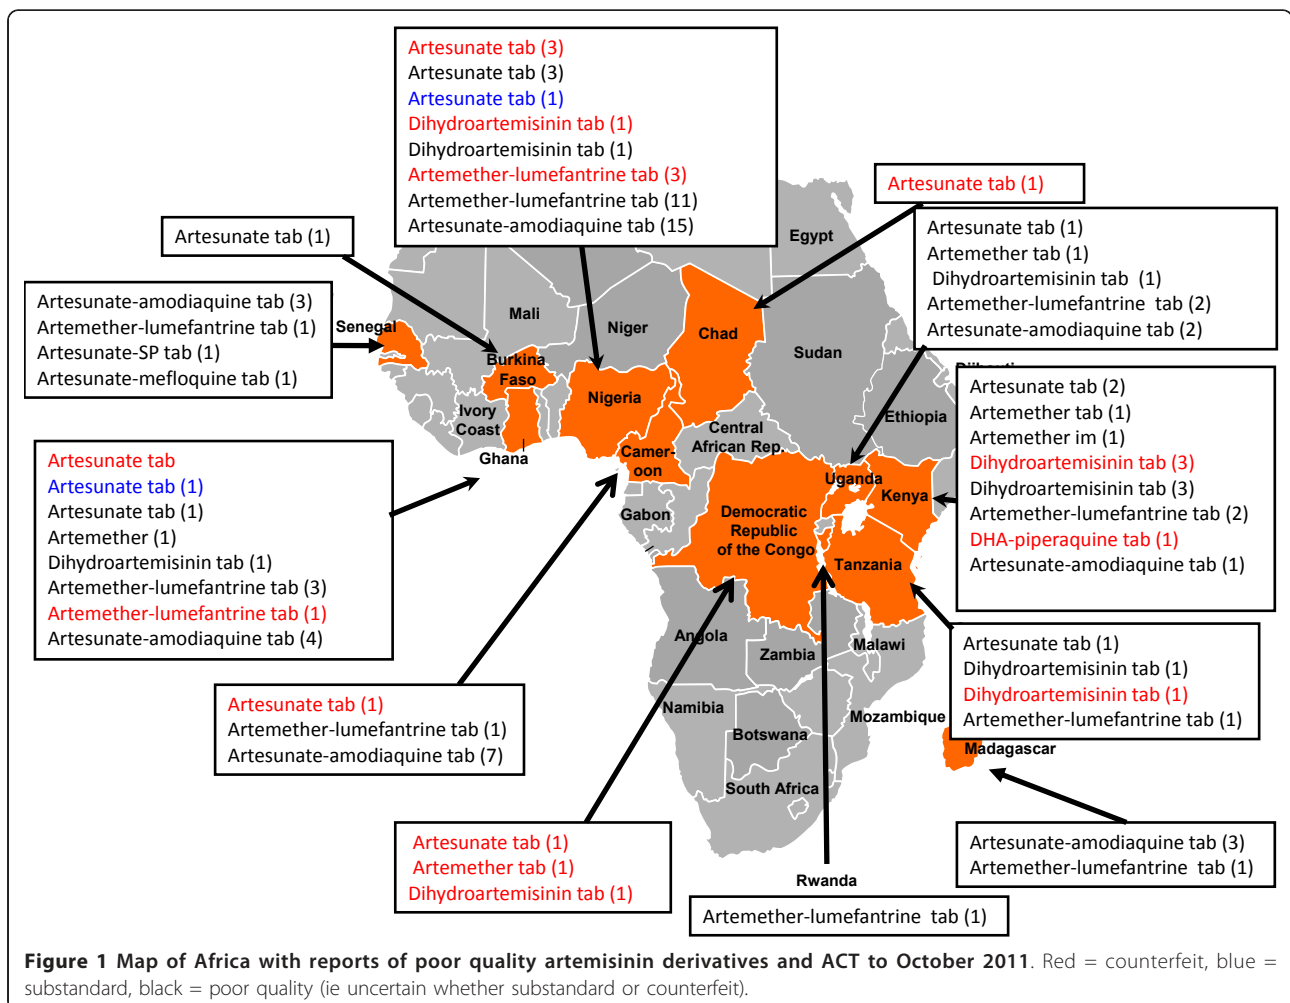 Artesunate tab (3)
Artesunate tab (3)
Artesunate tab (1)
Dihydroartemisinin tab (1)
Dihydroartemisinin tab (1)
Artemether-lumefantrine tab (3)
Artemether-lumefantrine tab (11)
Artesunate-amodiaquine tab (15)
Artesunate tab (1)
Artesunate tab (1)
Artemether tab (1)
Dihydroartemisinin tab (1)
Artemether-lumefantrine tab (2)
Artesunate-amodiaquine tab (2)
Artesunate tab (1)
Artesunate-amodiaquine tab (3)
Artemether-lumefantrine tab (1)
Artesunate-SP tab (1)
Artesunate-mefloquine tab (1)
Egypt
Mali
Niger
Chad
Sudan
Senegal
Burkina
Faso
Nigeria
Ivory
Coast
Ghana
Central
African Rep.
Ethiopia
Camer-
oon
Uganda
Kenya
Gabon
Democratic
Republic
of the Congo
Tanzania
Angola
Zambia
Malawi
Namibia
Mozambique
Botswana
Madagascar
South Africa
Rwanda
Artesunate tab (2)
Artemether tab (1)
Artemether im (1)
Dihydroartemisinin tab (3)
Dihydroartemisinin tab (3)
Artemether-lumefantrine tab (2)
DHA-piperaquine tab (1)
Artesunate-amodiaquine tab (1)
Artesunate tab
Artesunate tab (1)
Artesunate tab (1)
Artemether (1)
Dihydroartemisinin tab (1)
Artemether-lumefantrine tab (3)
Artemether-lumefantrine tab (1)
Artesunate-amodiaquine tab (4)
Artesunate tab (1)
Dihydroartemisinin tab (1)
Dihydroartemisinin tab (1)
Artemether-lumefantrine tab (1)
Artesunate tab (1)
Artemether-lumefantrine tab (1)
Artesunate-amodiaquine tab (7)
Artesunate tab (1)
Artemether tab (1)
Dihydroartemisinin tab (1)
Artesunate-amodiaquine tab (3)
Artemether-lumefantrine tab (1)
Artemether-lumefantrine tab (1)
Figure 1 Map of Africa with reports of poor quality artemisinin derivatives and ACT to October 2011. Red = counterfeit, blue =
substandard, black = poor quality (ie uncertain whether substandard or counterfeit).